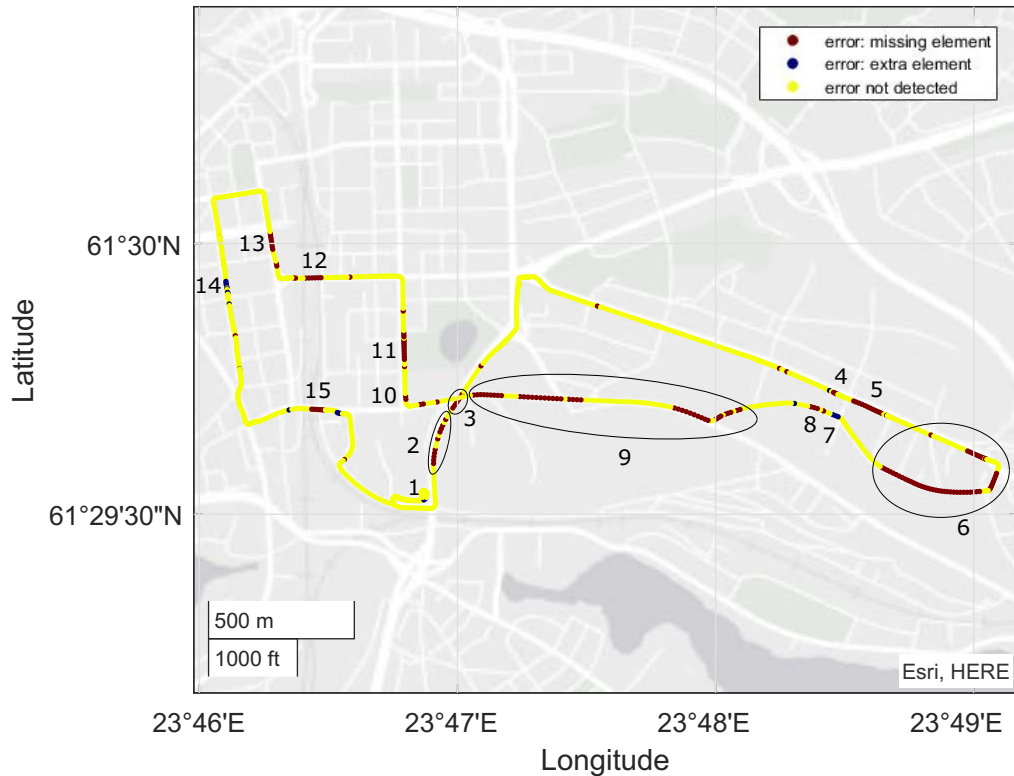 error: missing element
error: extra element
error not detected
61°30'N
13
12
14
11
4
5
10
15
3
8
2
7
9
1
61°29'30"N
6
Latitude
500 m
1000 ft
Esri, HERE
23°46'E
23°47'E
23°48'E
23°49'E
Longitude